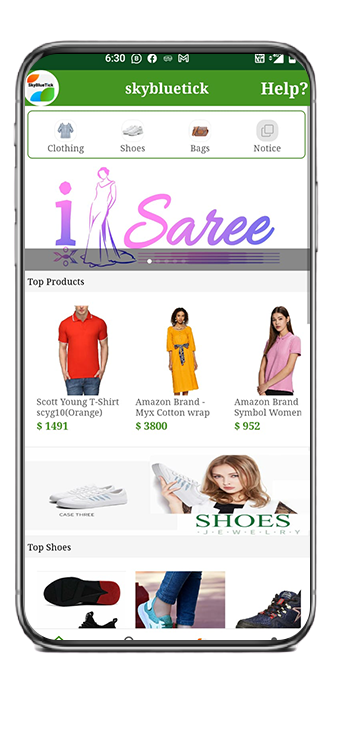 6:30
SkyBlueTick
skybluetick
Help?
Clothing
Shoes
Bags
Notice
i Saree
Top Products
Scott Young T-Shirt
scyg10(Orange)
$ 1491
Amazon Brand -
Myx Cotton wrap
$ 3800
Amazon Brand
Symbol Women
$ 952
CASE THREE
SHOES
JEWELRY
Top Shoes